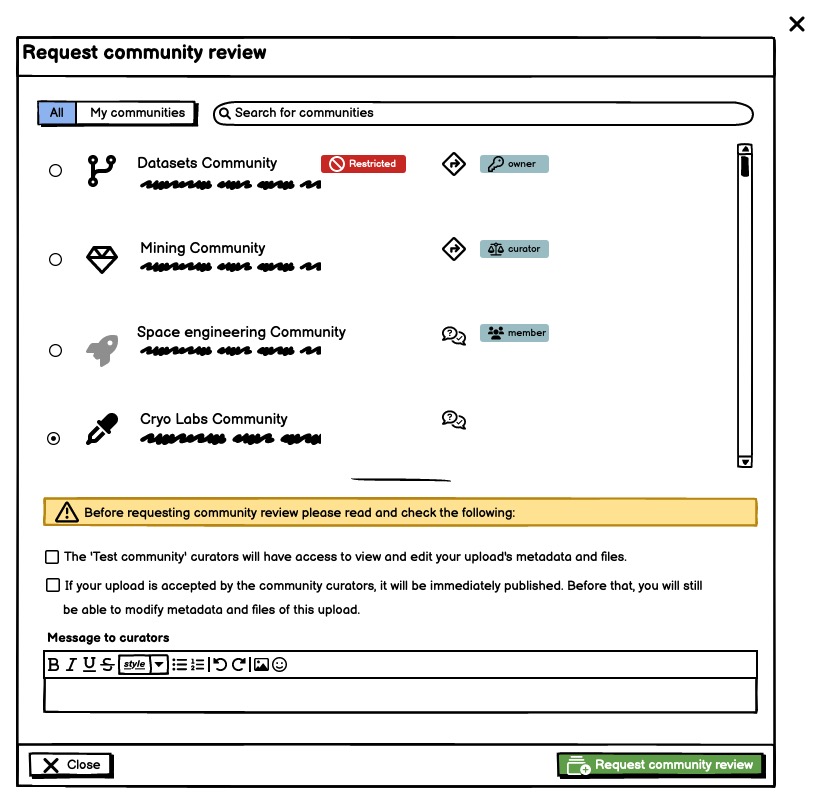 Request community review
All My communities Search for communities
Datasets Community Restricted owner
Mining Community curator
Space engineering Community member
Cryo Labs Community
Before requesting community review please read and check the following:
The 'Test community' curators will have access to view and edit your upload's metadata and files.
If your upload is accepted by the community curators, it will be immediately published. Before that, you will still
be able to modify metadata and files of this upload.
Message to curators
B I U S style
Close Request community review